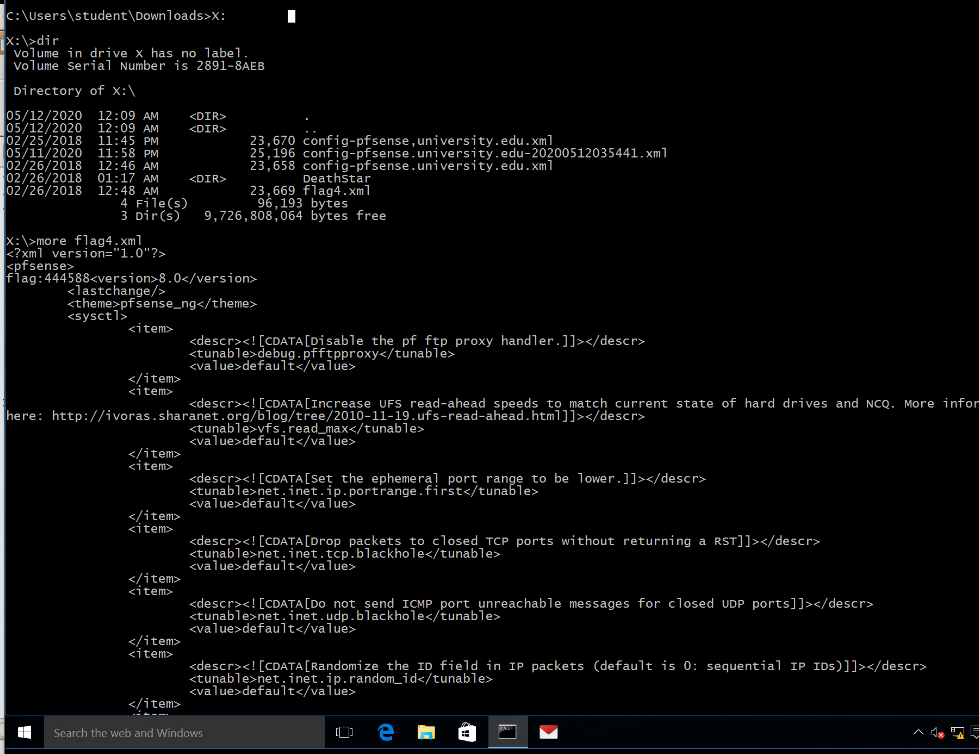 C:\Users\student\Downloads>X:
X:\>dir
 Volume in drive X has no label.
 Volume Serial Number is 2891-8AEB
 Directory of X:\
05/12/2020  12:09 AM    <DIR>          .
05/12/2020  12:09 AM    <DIR>          ..
02/25/2018  11:45 PM            23,670 config-pfsense,university.edu.xml
05/11/2020  11:58 PM            25,196 config-pfsense.university.edu-20200512035441.xml
02/26/2018  12:46 AM            23,658 config-pfsense.university.edu.xml
02/26/2018  01:17 AM    <DIR>          DeathStar
02/26/2018  12:48 AM            23,669 flag4.xml
               4 File(s)         96,193 bytes
               3 Dir(s)   9,726,808,064 bytes free
X:\>more flag4.xml
<?xml version="1.0"?>
<pfsense>
flag:444588<version>8.0</version>
        <lastchange/>
        <theme>pfsense_ng</theme>
        <sysctl>
                <item>
                        <descr><![CDATA[Disable the pf ftp proxy handler.]]></descr>
                        <tunable>debug.pfftpproxy</tunable>
                        <value>default</value>
                </item>
                <item>
                        <descr><![CDATA[Increase UFS read-ahead speeds to match current state of hard drives and NCQ. More infor
here: http://ivoras.sharanet.org/blog/tree/2010-11-19.ufs-read-ahead.html]]></descr>
                        <tunable>vfs.read_max</tunable>
                        <value>default</value>
                </item>
                <item>
                        <descr><![CDATA[Set the ephemeral port range to be lower.]]></descr>
                        <tunable>net.inet.ip.portrange.first</tunable>
                        <value>default</value>
                </item>
                <item>
                        <descr><![CDATA[Drop packets to closed TCP ports without returning a RST]]></descr>
                        <tunable>net.inet.tcp.blackhole</tunable>
                        <value>default</value>
                </item>
                <item>
                        <descr><![CDATA[Do not send ICMP port unreachable messages for closed UDP ports]]></descr>
                        <tunable>net.inet.udp.blackhole</tunable>
                        <value>default</value>
                </item>
                <item>
                        <descr><![CDATA[Randomize the ID field in IP packets (default is 0: sequential IP IDs)]]></descr>
                        <tunable>net.inet.ip.random_id</tunable>
                        <value>default</value>
                </item>
Search the web and Windows